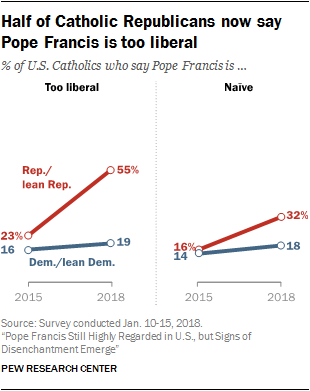 Half of Catholic Republicans now say
Pope Francis is too liberal
% of U.S. Catholics who say Pope Francis is ...
Too liberal
Naïve
Rep./
lean Rep.
55%
23%
16
19
Dem./lean Dem.
32%
16%
14
18
2015
2018
2015
2018
Source: Survey conducted Jan. 10-15, 2018.
"Pope Francis Still Highly Regarded in U.S., but Signs of
Disenchantment Emerge"
PEW RESEARCH CENTER